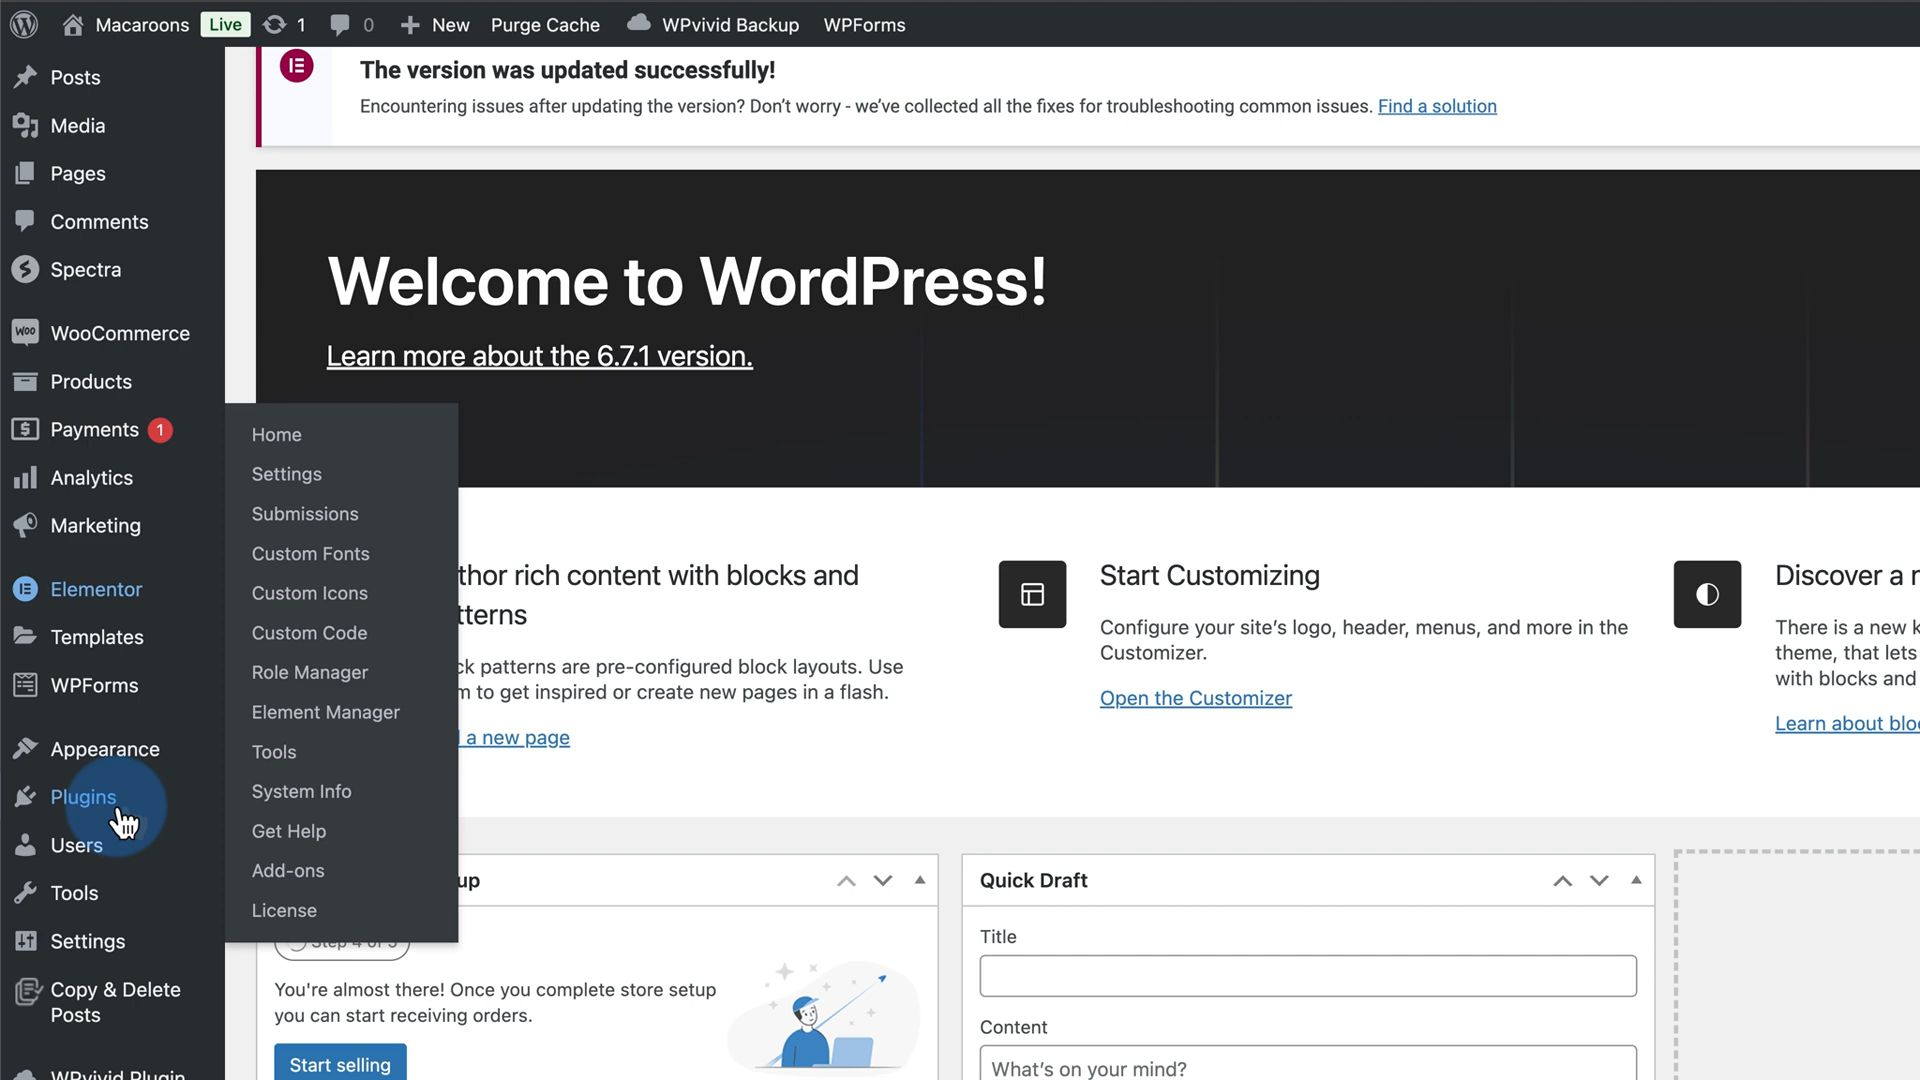 Macaroons Live 1 0 New Purge Cache WPvivid Backup WPForms
Posts
Media
Pages
Comments
Spectra
WooCommerce
Products
Payments 1
Analytics
Marketing
Elementor
Templates
WPForms
Appearance
Plugins
Users
Tools
Settings
Copy & Delete
Posts
WPvivid Plugin
Home
Settings
Submissions
Custom Fonts
Custom Icons
Custom Code
Role Manager
Element Manager
Tools
System Info
Get Help
Add-ons
License
The version was updated successfully!
Encountering issues after updating the version? Don't worry - we've collected all the fixes for troubleshooting common issues. Find a solution
Welcome to WordPress!
Learn more about the 6.7.1 version.
thor rich content with blocks and
tterns
ck patterns are pre-configured block layouts. Use
m to get inspired or create new pages in a flash.
a new page
Start Customizing
Configure your site's logo, header, menus, and more in the
Customizer.
Open the Customizer
Discover a
There is a new
theme, that lets
with blocks and
Learn about
up
Step 4 of 5
You're almost there! Once you complete store setup
you can start receiving orders.
Start selling
Quick Draft
Title
Content
What's on your mind?